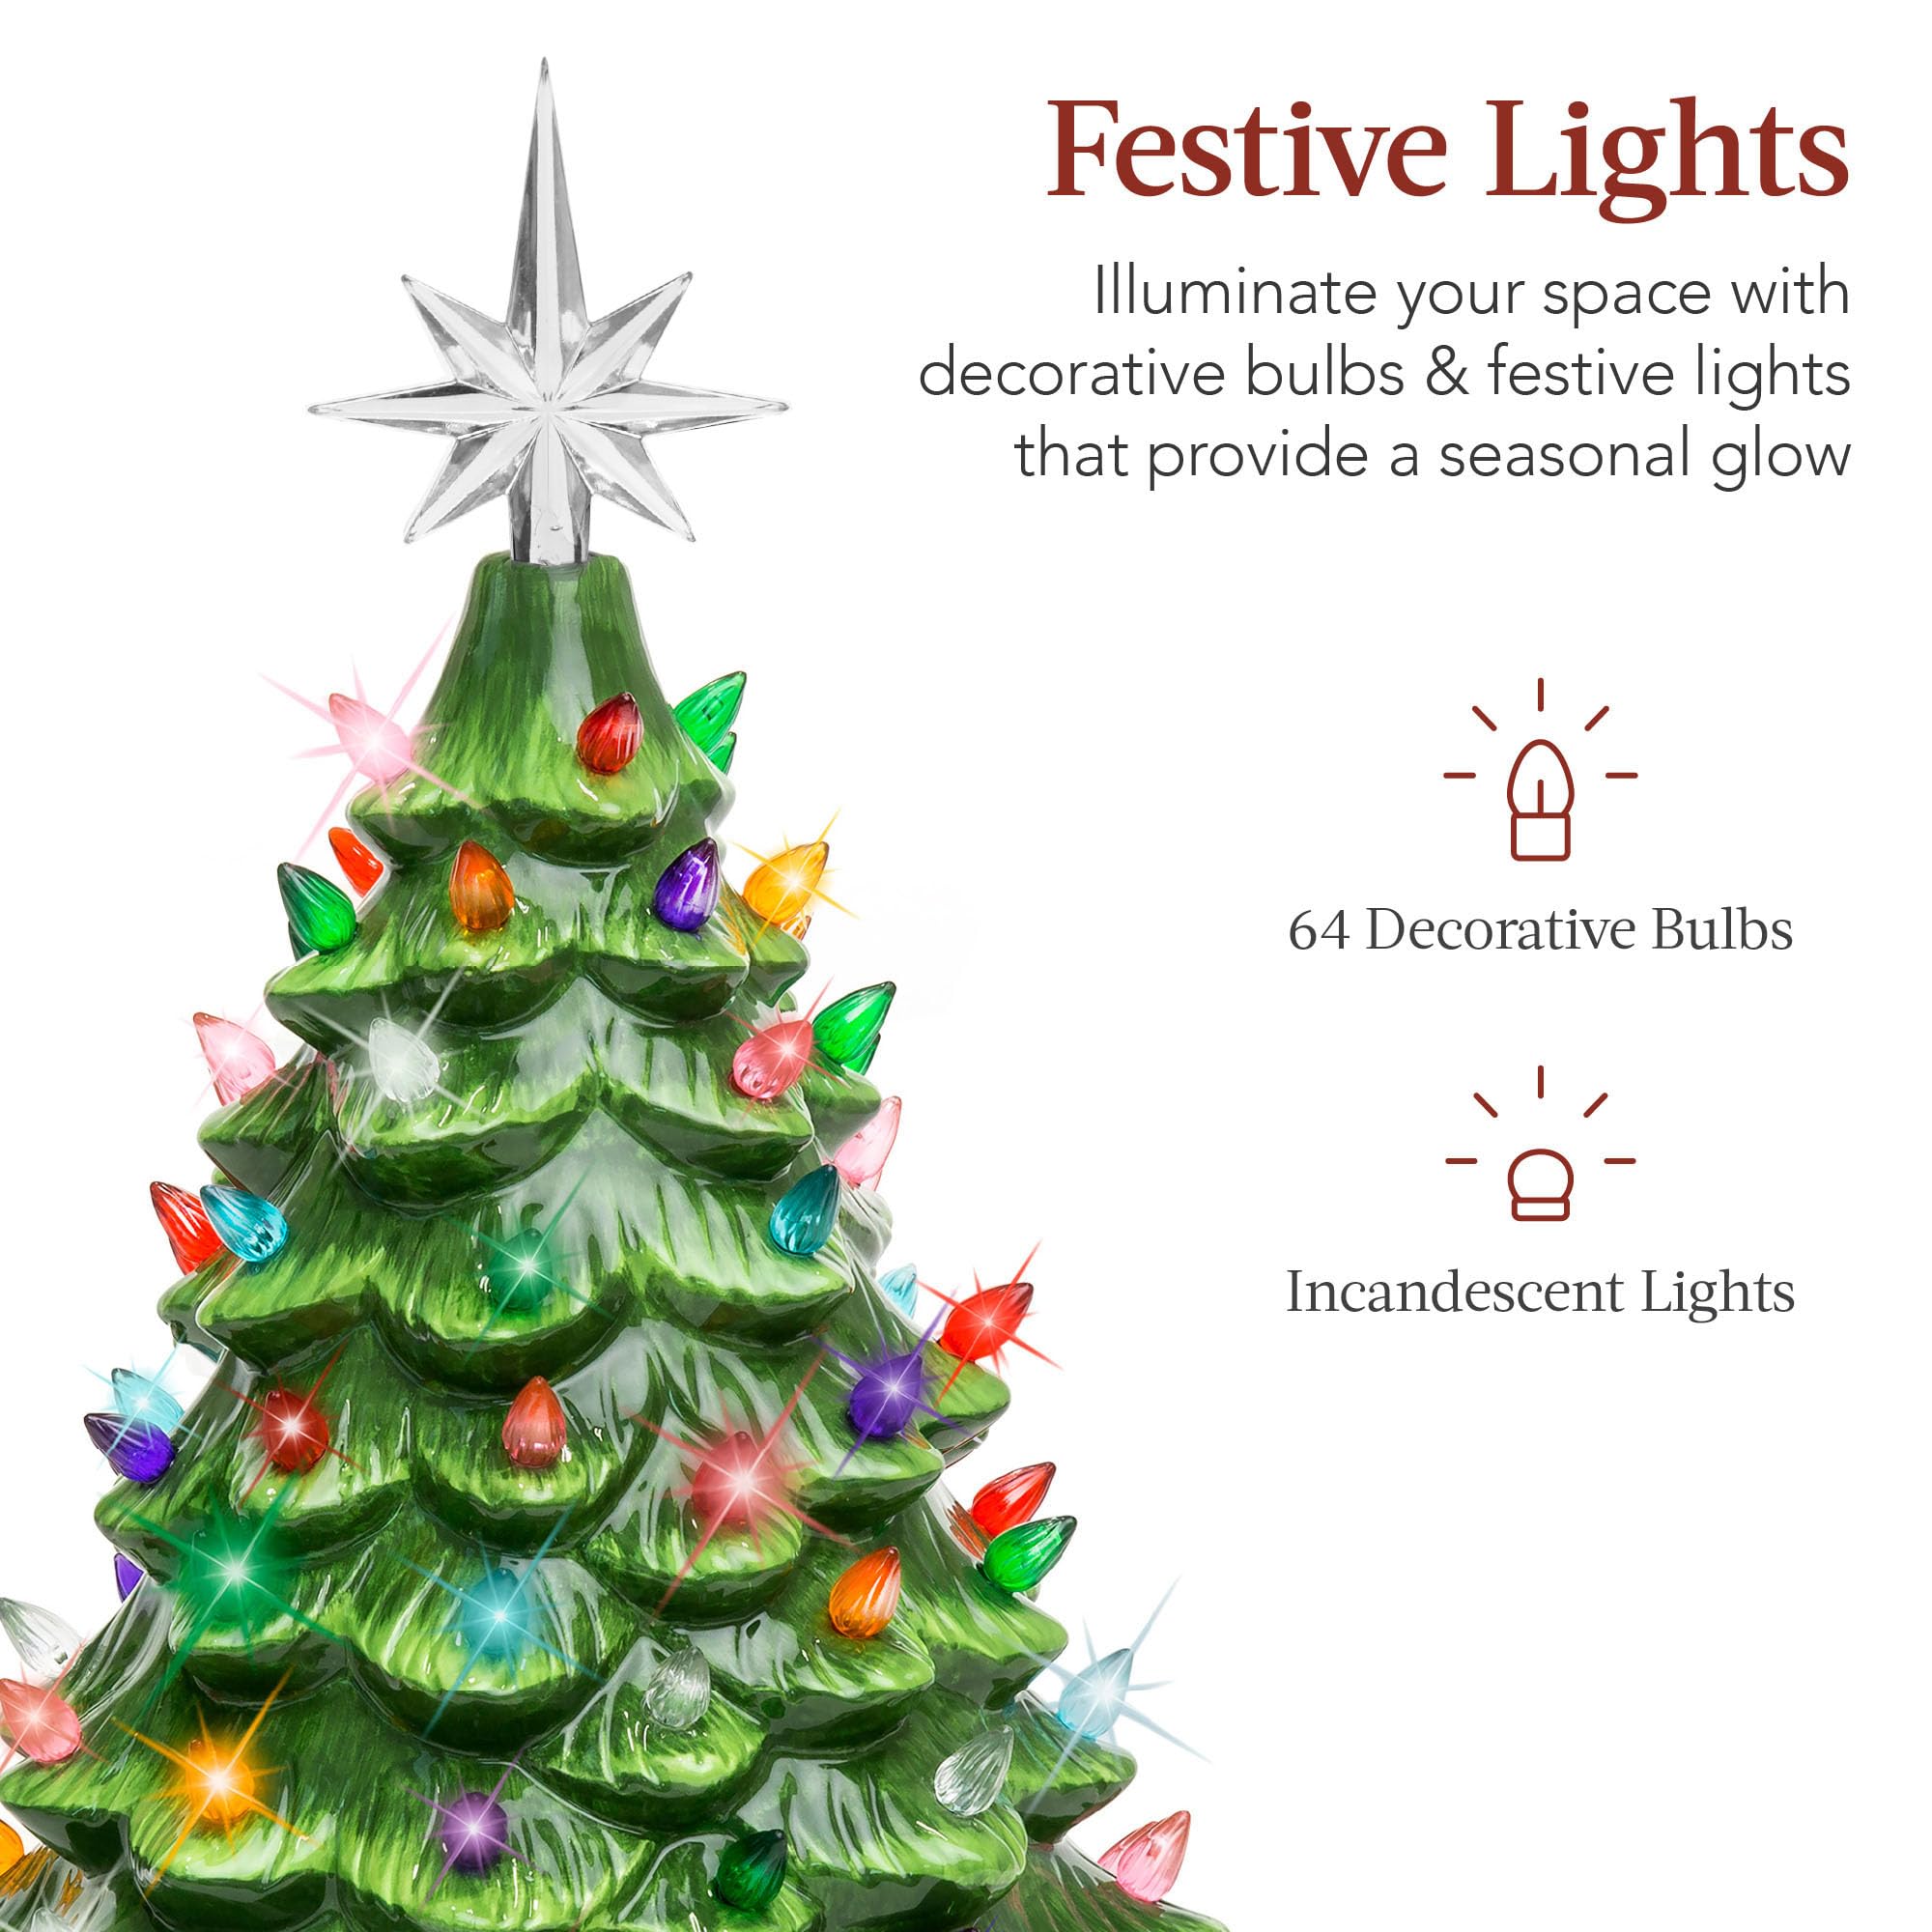 Festive Lights
Illuminate your space with
decorative bulbs & festive lights
that provide a seasonal glow
64 Decorative Bulbs
Incandescent Lights